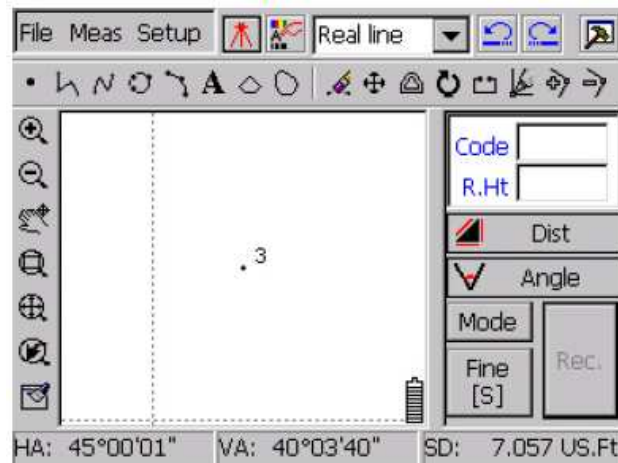 File Meas Setup Real line
A
Code
R.Ht
3
Dist
Angle
Mode
Fine
[S]
Rec.
HA: 45°00'01" VA: 40°03'40" SD: 7.057 US.Ft